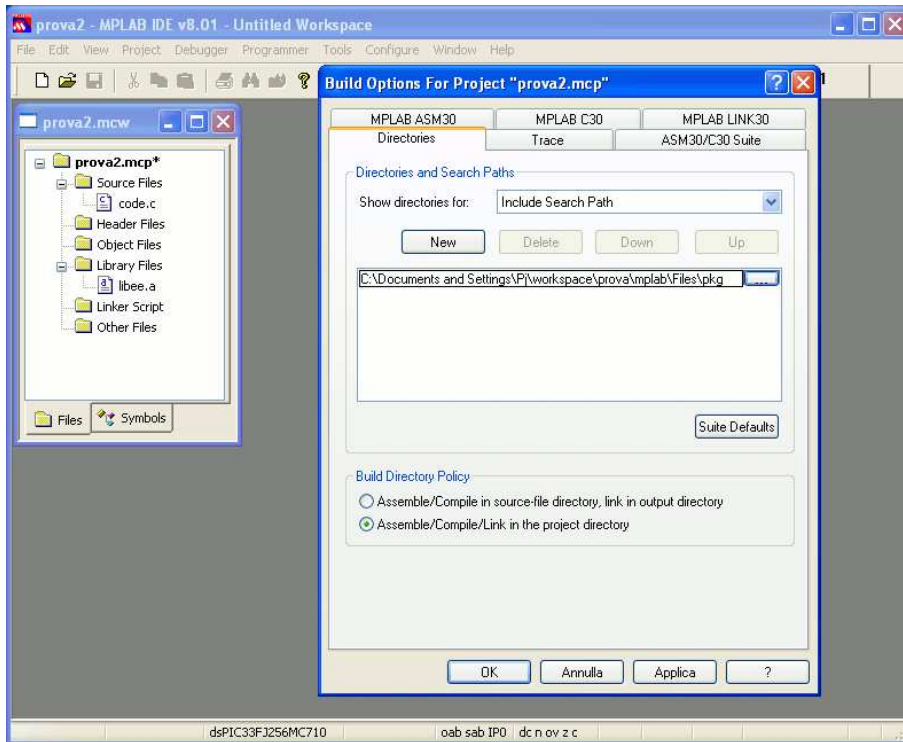 prova2 - MPLAB IDE v8.01 - Untitled Workspace
File Edit View Project Debugger Programmer Tools Configure Window Help
prova2.mcw
prova2.mcp*
Source Files
code.c
Header Files
Object Files
Library Files
libee.a
Linker Script
Other Files
Files Symbols
Build Options For Project "prova2.mcp"
MPLAB ASM30 MPLAB C30 MPLAB LINK30
Directories Trace ASM30/C30 Suite
Directories and Search Paths
Show directories for: Include Search Path
New Delete Down Up
C:\Documents and Settings\Pj\workspace\prova\mplab\Files\pkg ...
Suite Defaults
Build Directory Policy
Assemble/Compile in source-file directory, link in output directory
Assemble/Compile/Link in the project directory
OK Annulla Applica ?
dsPIC33FJ256MC710 oab sab IP0 dc n ov z c